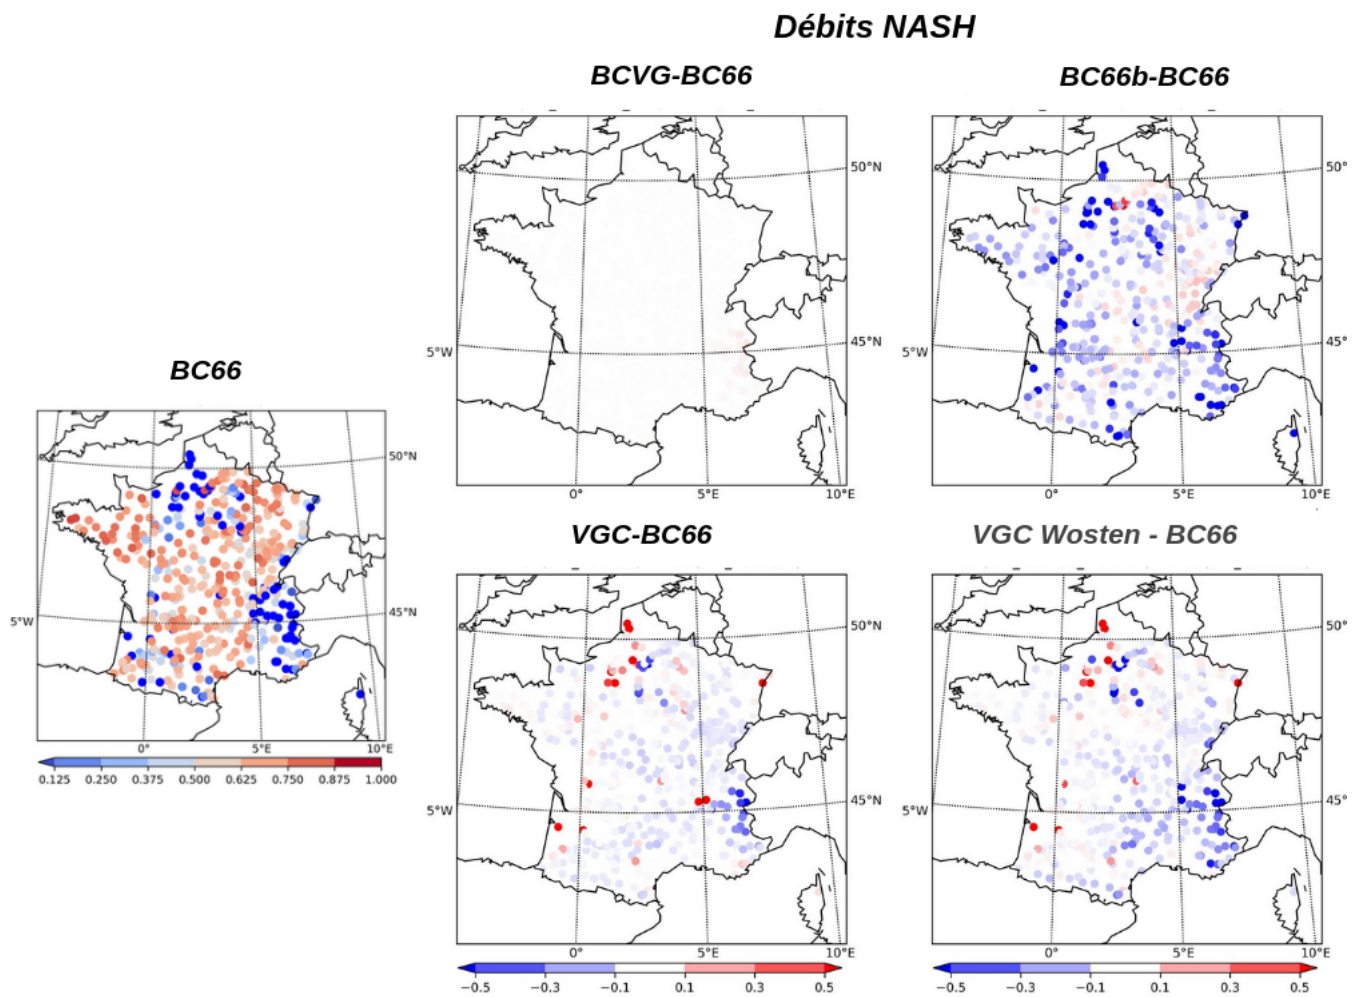 Débits NASH
BCVG-BC66
BC66b-BC66
50°N
50°
5°W
45°N
5°W
45°
0°
5°E
10°E
0°
5°E
10°E
BC66
50°N
5°W
45°N
0°
5°E
10°E
0.125 0.250 0.375 0.500 0.625 0.750 0.875 1.000
VGC-BC66
VGC Wosten - BC66
50°N
50°
5°W
45°N
5°W
45°
0°
5°E
10°E
0°
5°E
10°E
−0.5 −0.3 −0.1 0.1 0.3 0.5
−0.5 −0.3 −0.1 0.1 0.3 0.5